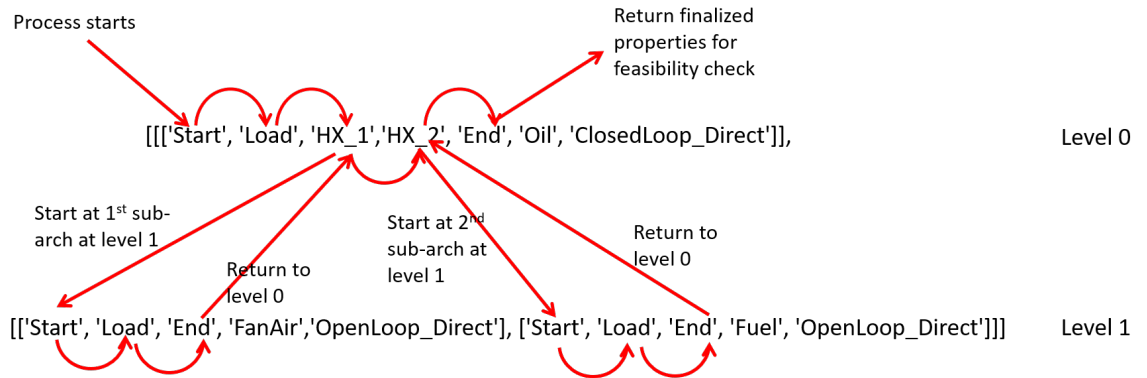 Process starts
Return finalized
properties for
feasibility check
[[['Start', 'Load', 'HX_1','HX_2', 'End', 'Oil', 'ClosedLoop_Direct']],
Level 0
Start at 1st sub-
arch at level 1
Return to
level 0
Start at 2nd
sub-arch at
level 1
Return to
level 0
[['Start', 'Load', 'End', 'FanAir','OpenLoop_Direct'], ['Start', 'Load', 'End', 'Fuel', 'OpenLoop_Direct']]]
Level 1